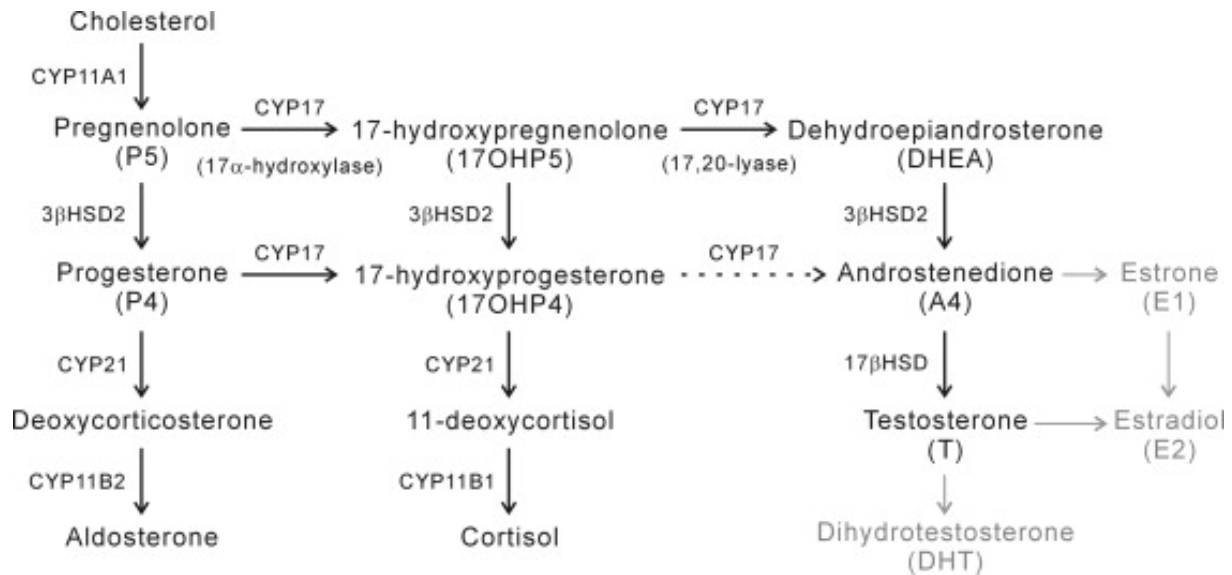 Cholesterol
CYP11A1
CYP17
CYP17
Pregnenolone
17-hydroxypregnenolone
Dehydroepiandrosterone
(P5)
(17α-hydroxylase)
(17OHP5)
(17,20-lyase)
(DHEA)
3βHSD2
3βHSD2
3βHSD2
CYP17
CYP17
Progesterone
17-hydroxyprogesterone
Androstenedione
Estrone
(P4)
(17OHP4)
(A4)
(E1)
CYP21
CYP21
17βHSD
Deoxycorticosterone
11-deoxycortisol
Testosterone
Estradiol
(T)
(E2)
CYP11B2
CYP11B1
Aldosterone
Cortisol
Dihydrotestosterone
(DHT)